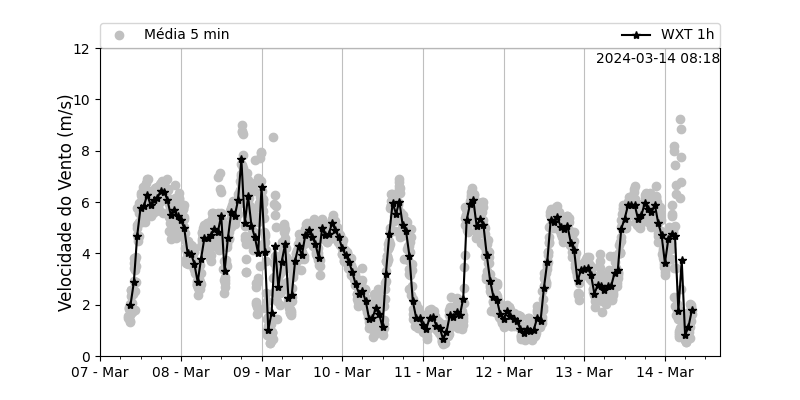 Média 5 min
WXT 1h
2024-03-14 08:18
Velocidade do Vento (m/s)
12
10
8
6
4
2
0
07 - Mar 08 - Mar 09 - Mar 10 - Mar 11 - Mar 12 - Mar 13 - Mar 14 - Mar